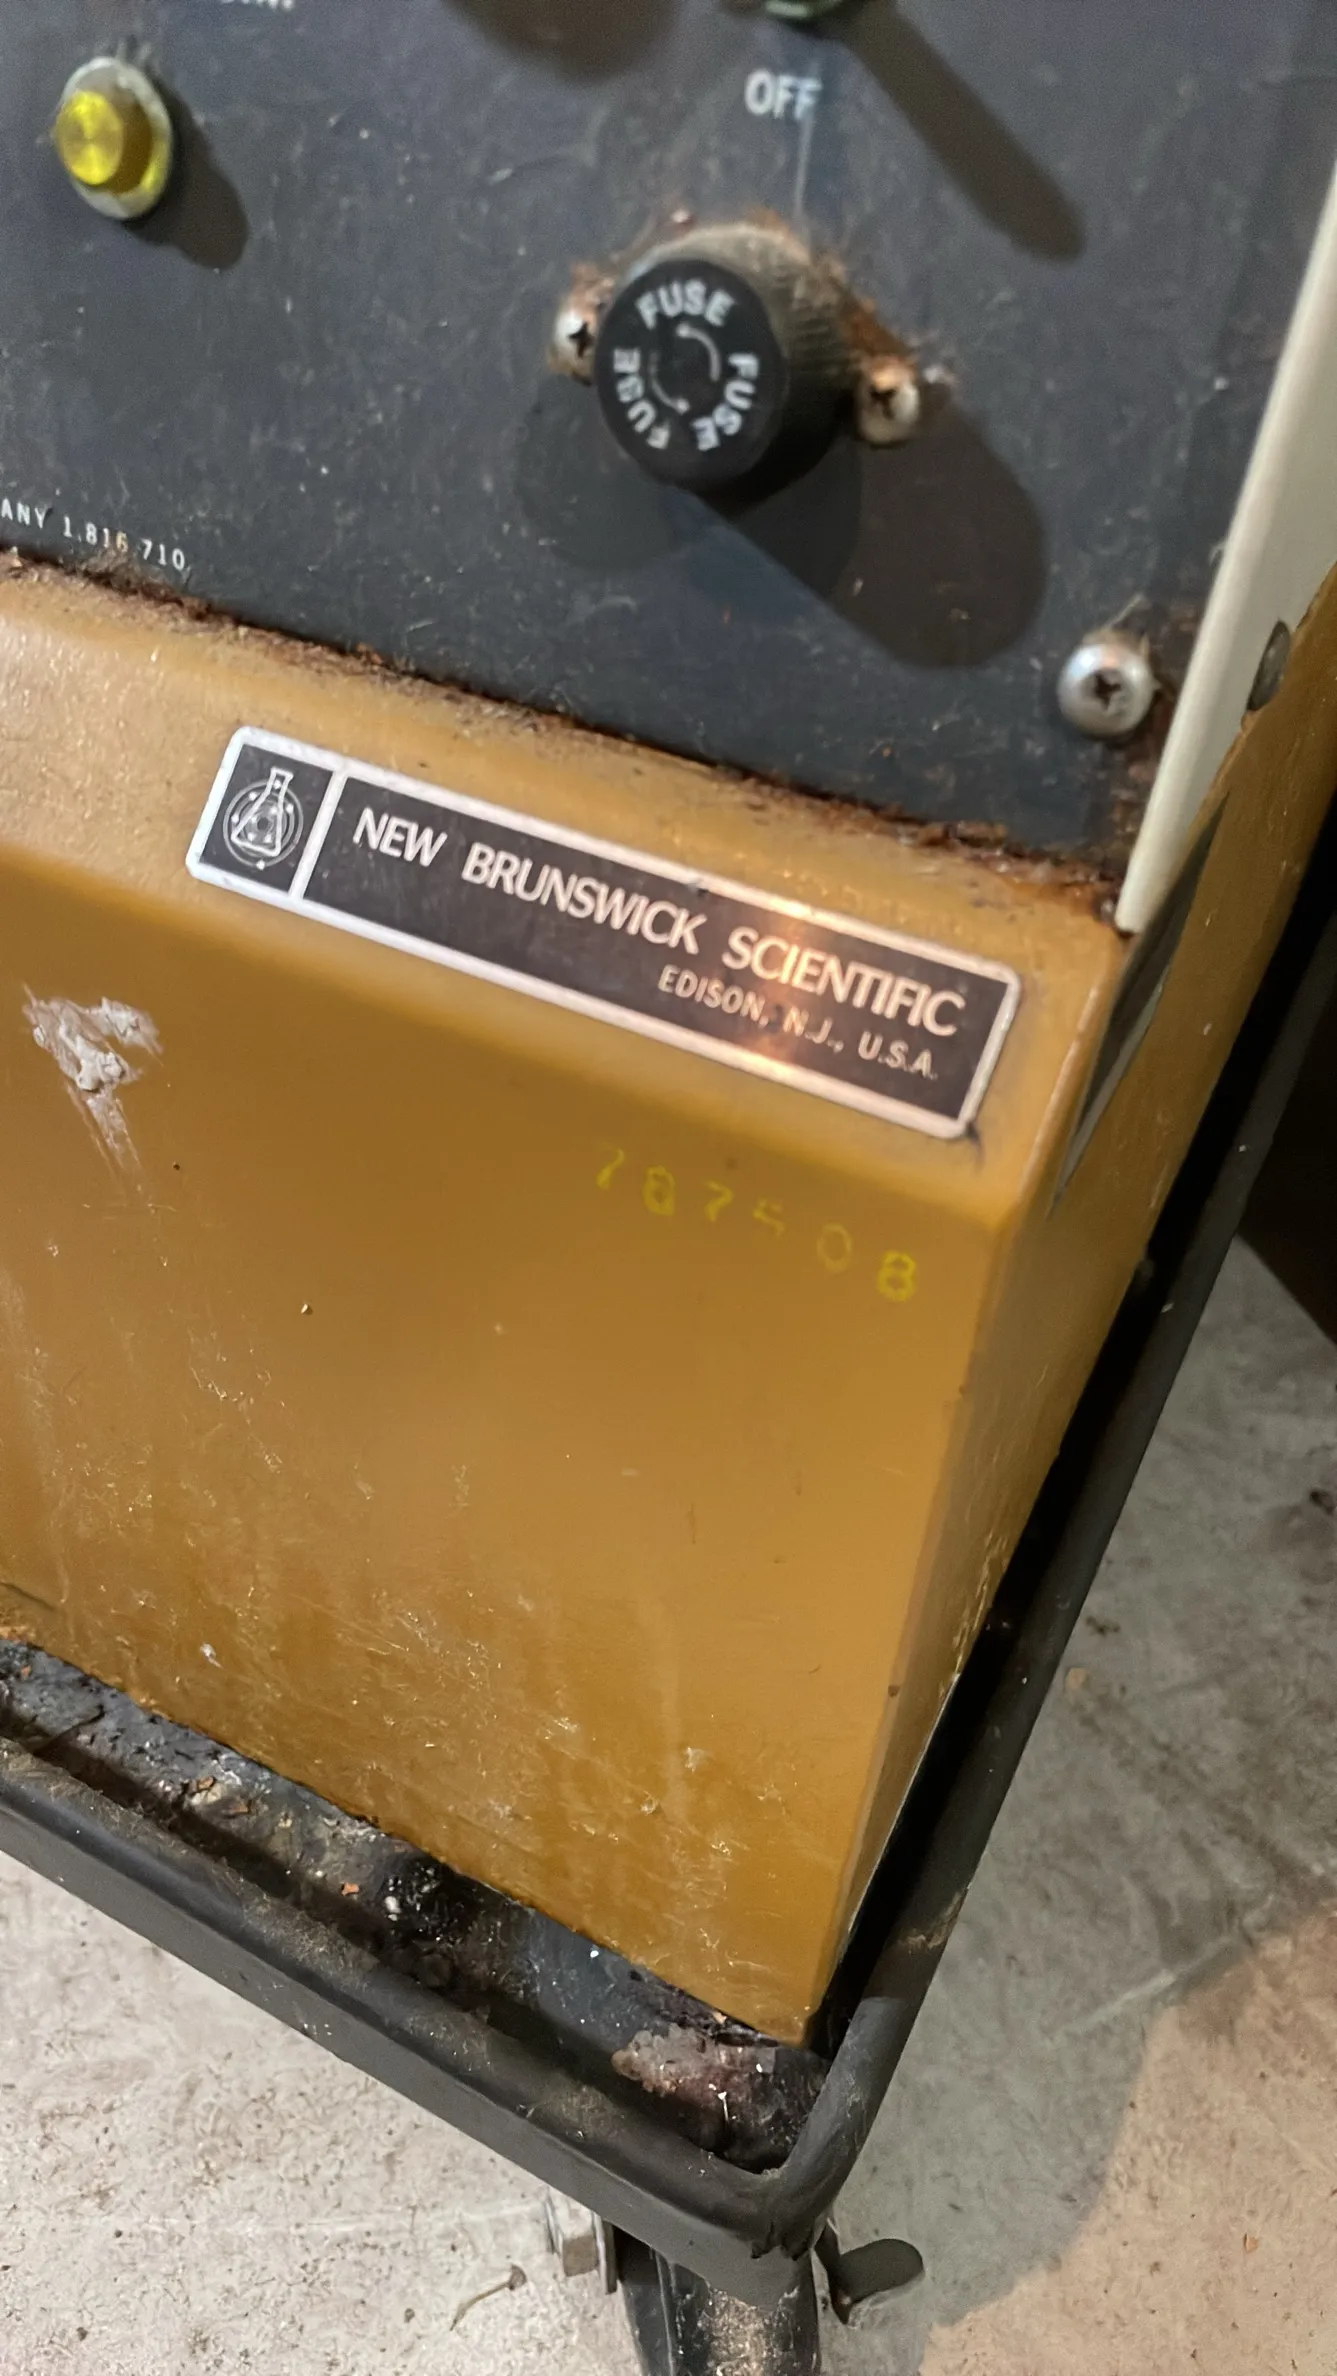 OFF
FUSE FUSE FUSE
ANY 1.816.710
NEW BRUNSWICK SCIENTIFIC
EDISON, N.J., U.S.A.
787508